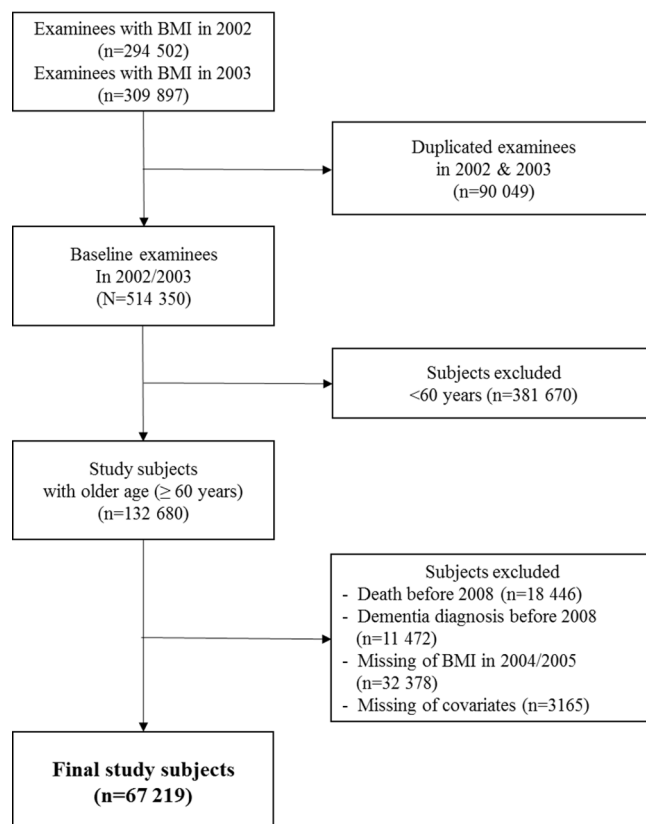 Examinees with BMI in 2002
(n=294 502)
Examinees with BMI in 2003
(n=309 897)
Duplicated examinees
in 2002 & 2003
(n=90 049)
Baseline examinees
In 2002/2003
(N=514 350)
Subjects excluded
<60 years (n=381 670)
Study subjects
with older age (≥ 60 years)
(n=132 680)
Subjects excluded
- Death before 2008 (n=18 446)
- Dementia diagnosis before 2008
(n=11 472)
- Missing of BMI in 2004/2005
(n=32 378)
- Missing of covariates (n=3165)
Final study subjects
(n=67 219)